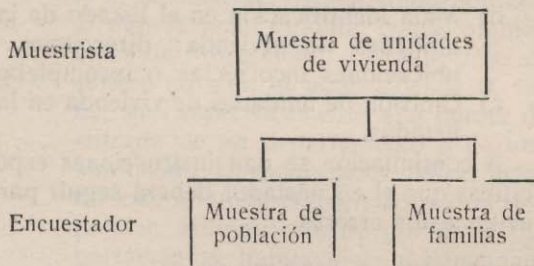 Muestrista
Muestra de unidades
de vivienda
Encuestador
Muestra de
población
Muestra de
familias